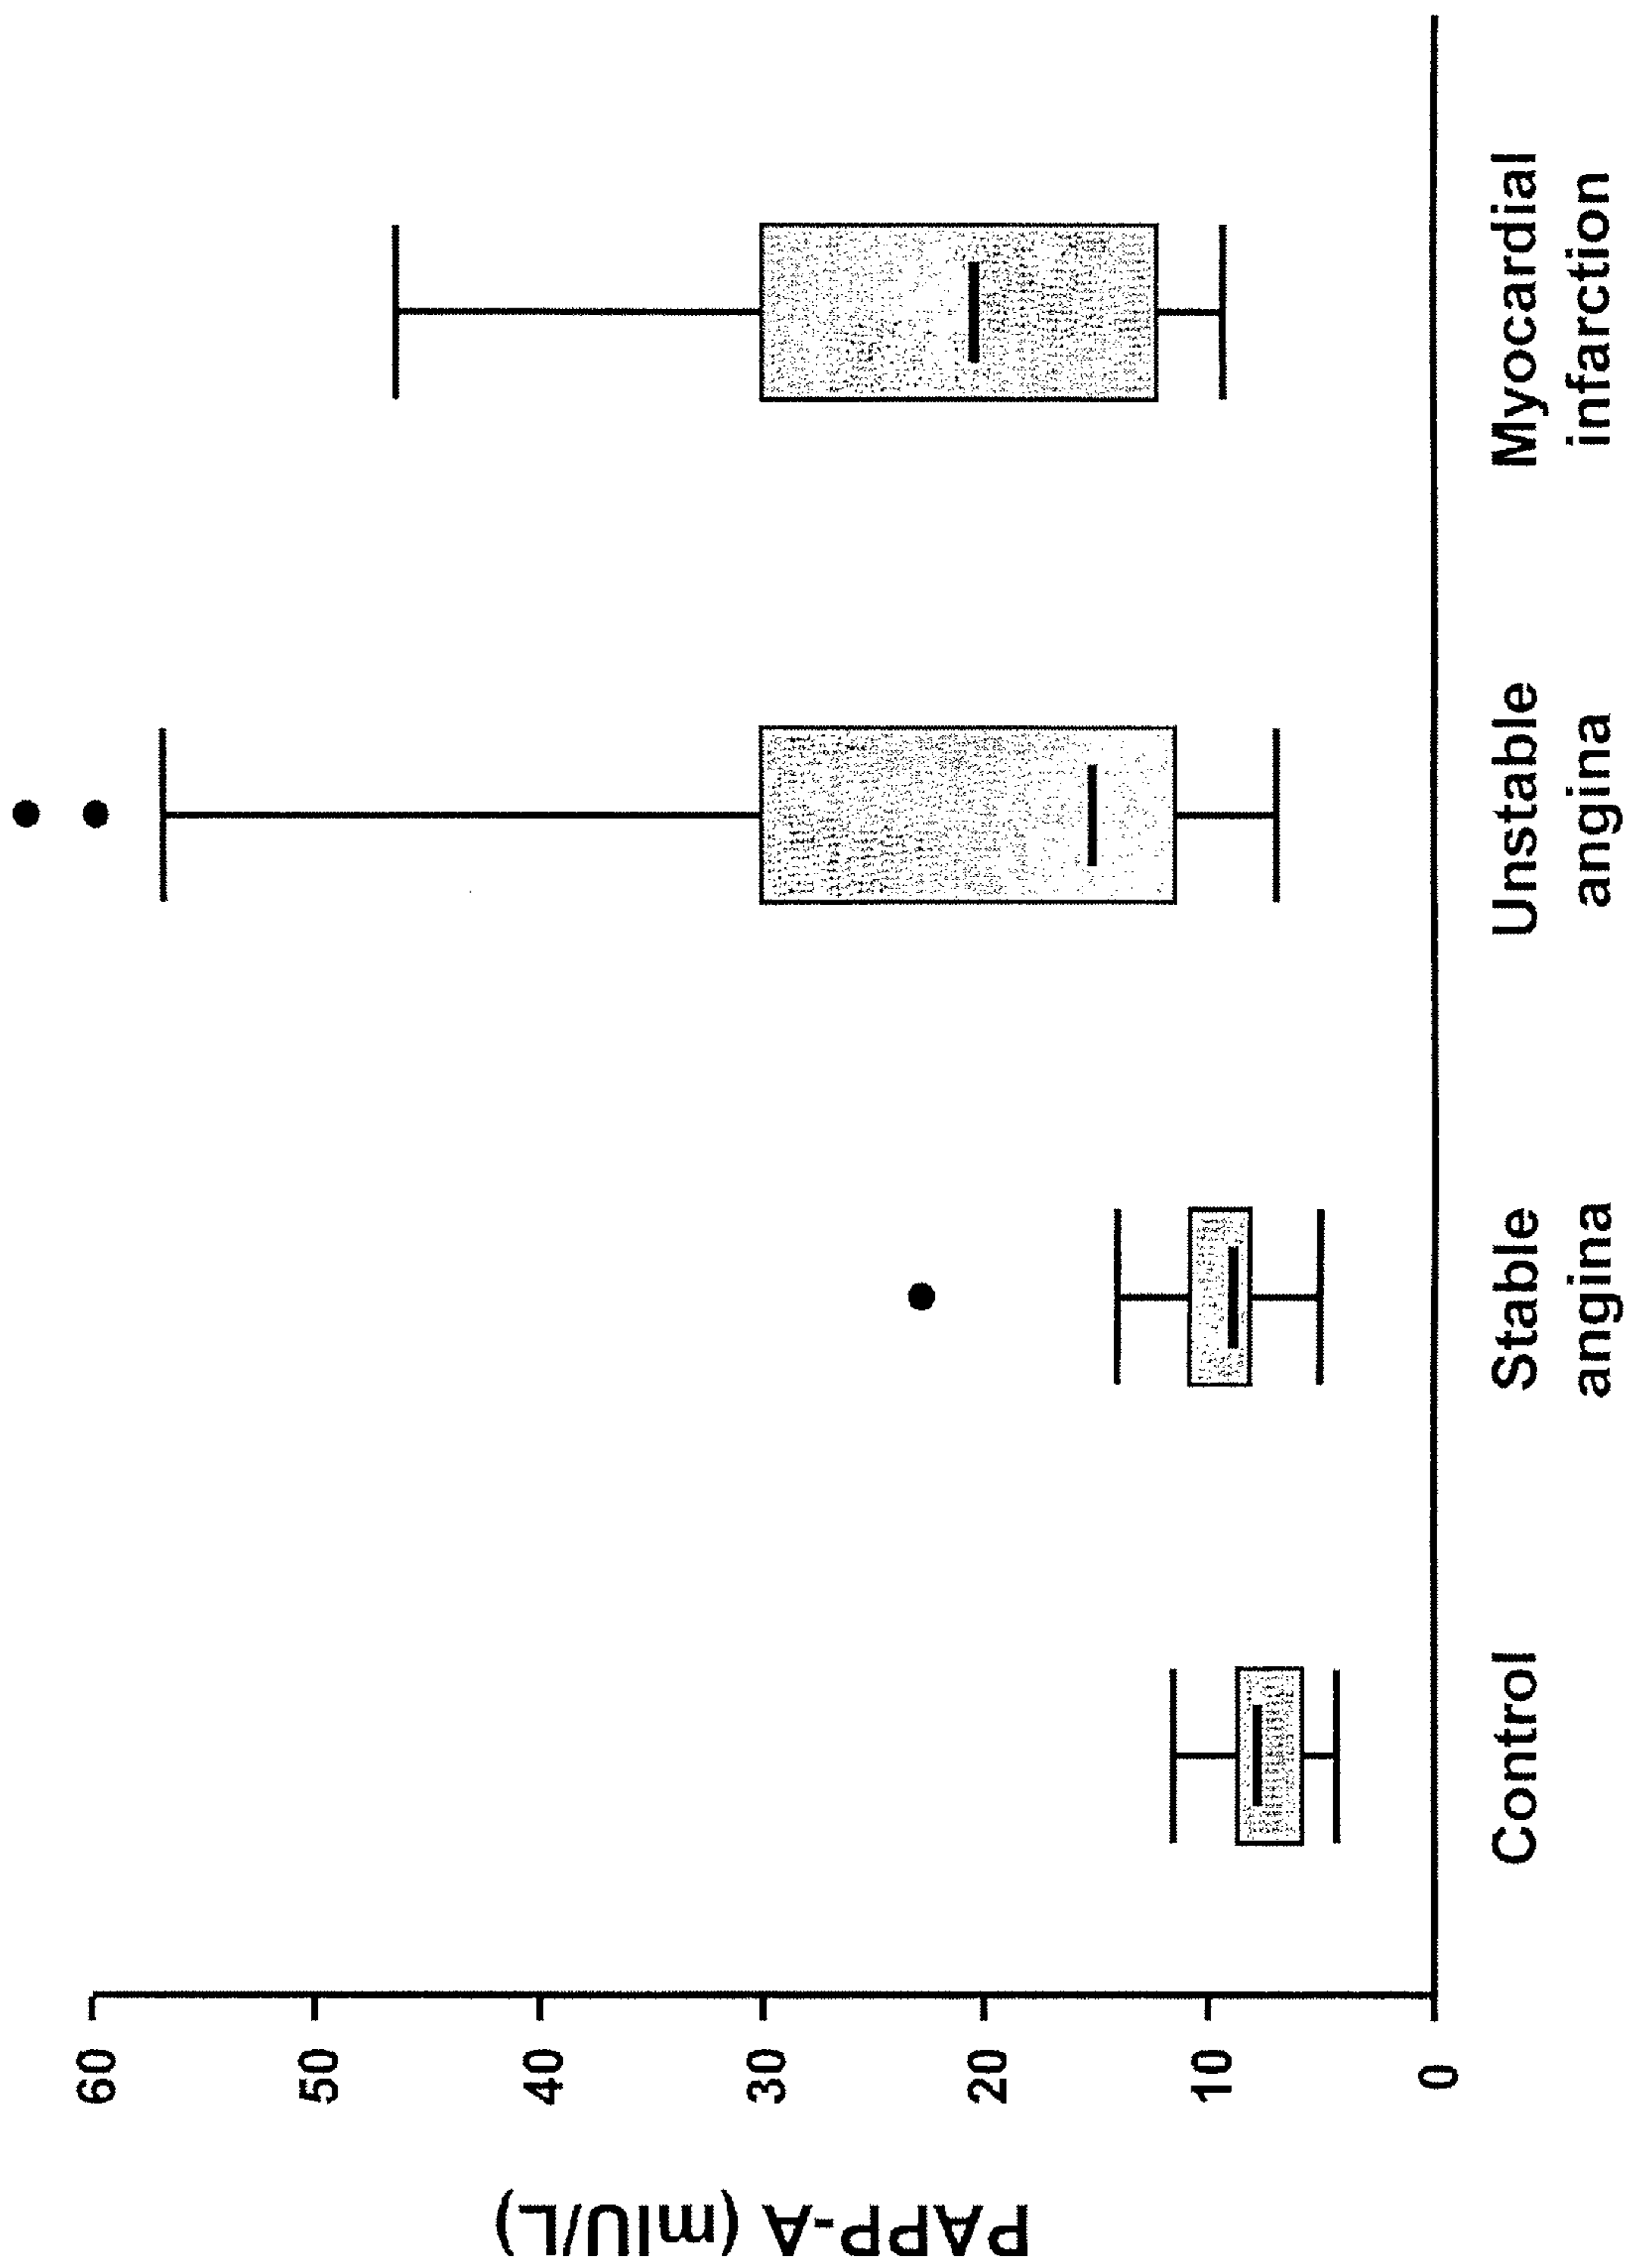 PAPP-A (mIU/L)
60
50
40
30
20
10
0
Control
Stable
angina
Unstable
angina
Myocardial
infarction